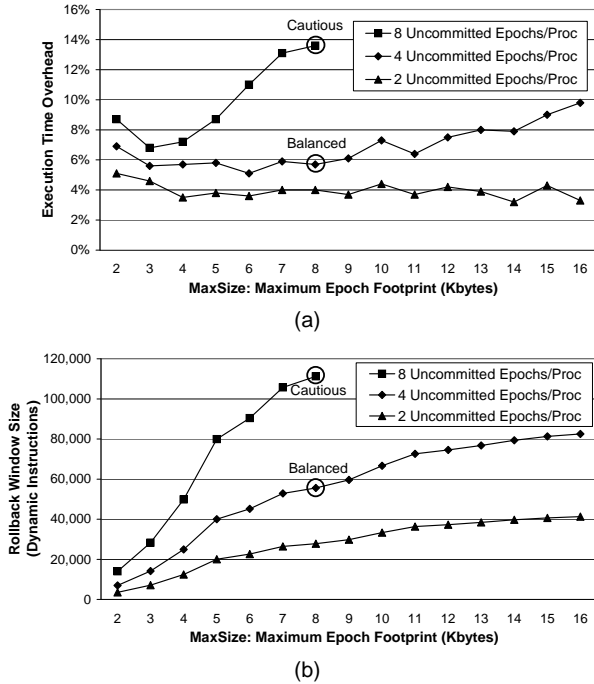 16%
14%
12%
10%
8%
6%
4%
2%
0%
Execution Time Overhead
Cautious
Balanced
8 Uncommitted Epochs/Proc
4 Uncommitted Epochs/Proc
2 Uncommitted Epochs/Proc
2 3 4 5 6 7 8 9 10 11 12 13 14 15 16
MaxSize: Maximum Epoch Footprint (Kbytes)
(a)
120,000
100,000
80,000
60,000
40,000
20,000
0
Rollback Window Size
(Dynamic Instructions)
Cautious
Balanced
8 Uncommitted Epochs/Proc
4 Uncommitted Epochs/Proc
2 Uncommitted Epochs/Proc
2 3 4 5 6 7 8 9 10 11 12 13 14 15 16
MaxSize: Maximum Epoch Footprint (Kbytes)
(b)